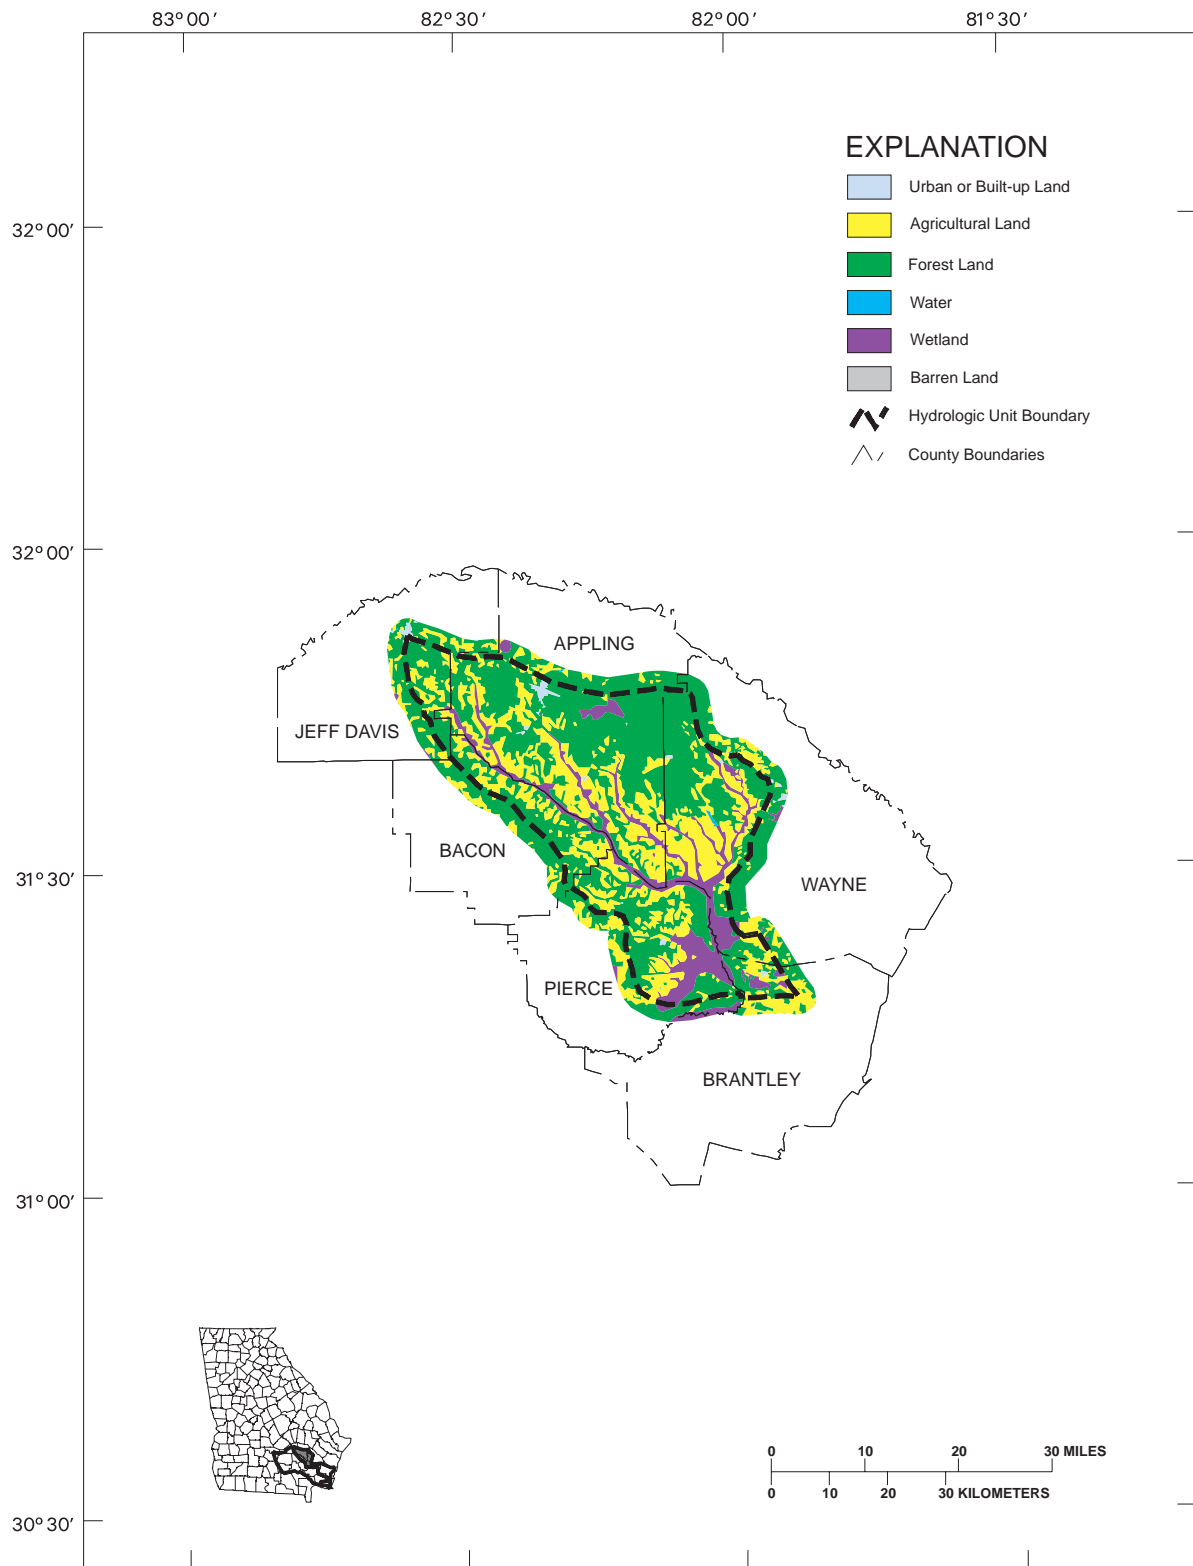 83°00′ 82°30′ 82°00′ 81°30′
EXPLANATION
Urban or Built-up Land
Agricultural Land
32°00′
Forest Land
Water
Wetland
Barren Land
Hydrologic Unit Boundary
County Boundaries
32°00′
APPLING
JEFF DAVIS
BACON
31°30′
WAYNE
PIERCE
BRANTLEY
31°00′
0 10 20 30 MILES
0 10 20 30 KILOMETERS
30°30′